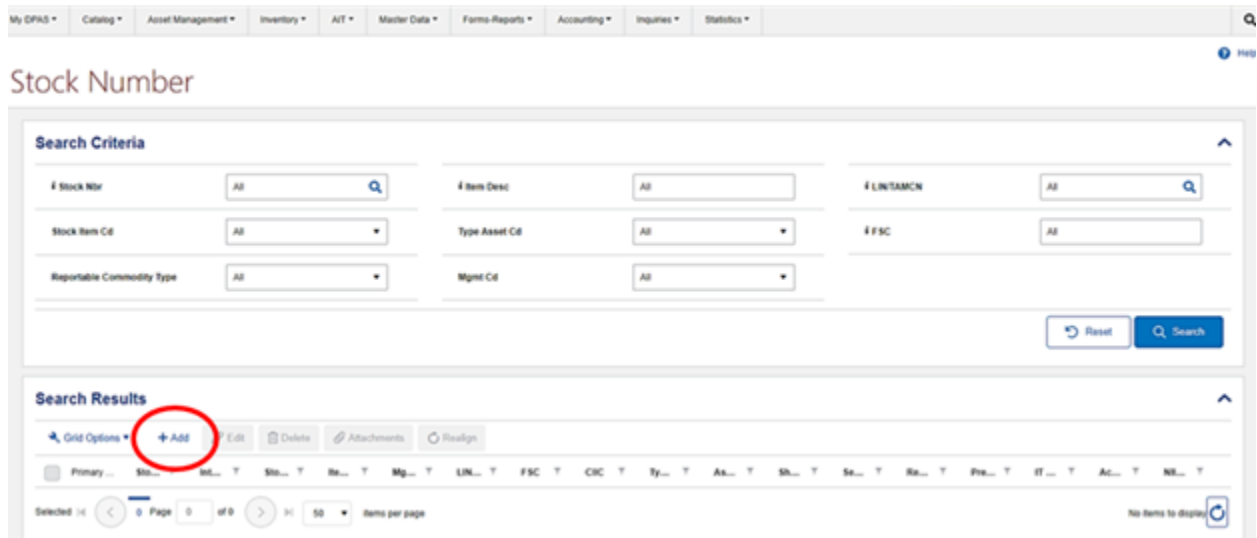 My DPAS Catalog Asset Management Inventory AIT Master Data Forms-Reports Accounting Inquiries Statistics
Help
Stock Number
Search Criteria
Stock Nbr All Item Desc All LIN/TAMCN All
Stock Item Cd All Type Asset Cd All FSC All
Reportable Commodity Type All Mgmt Cd All
Reset Search
Search Results
Grid Options +Add Edit Delete Attachments Realign
Primary ... Sto... Int... Sto... Ite... Mg... LIN... FSC CIIC Ty... As... Sh... Se... Re... Pre... IT ... Ac... NII...
Selected 0 Page 0 of 0 50 items per page No items to display